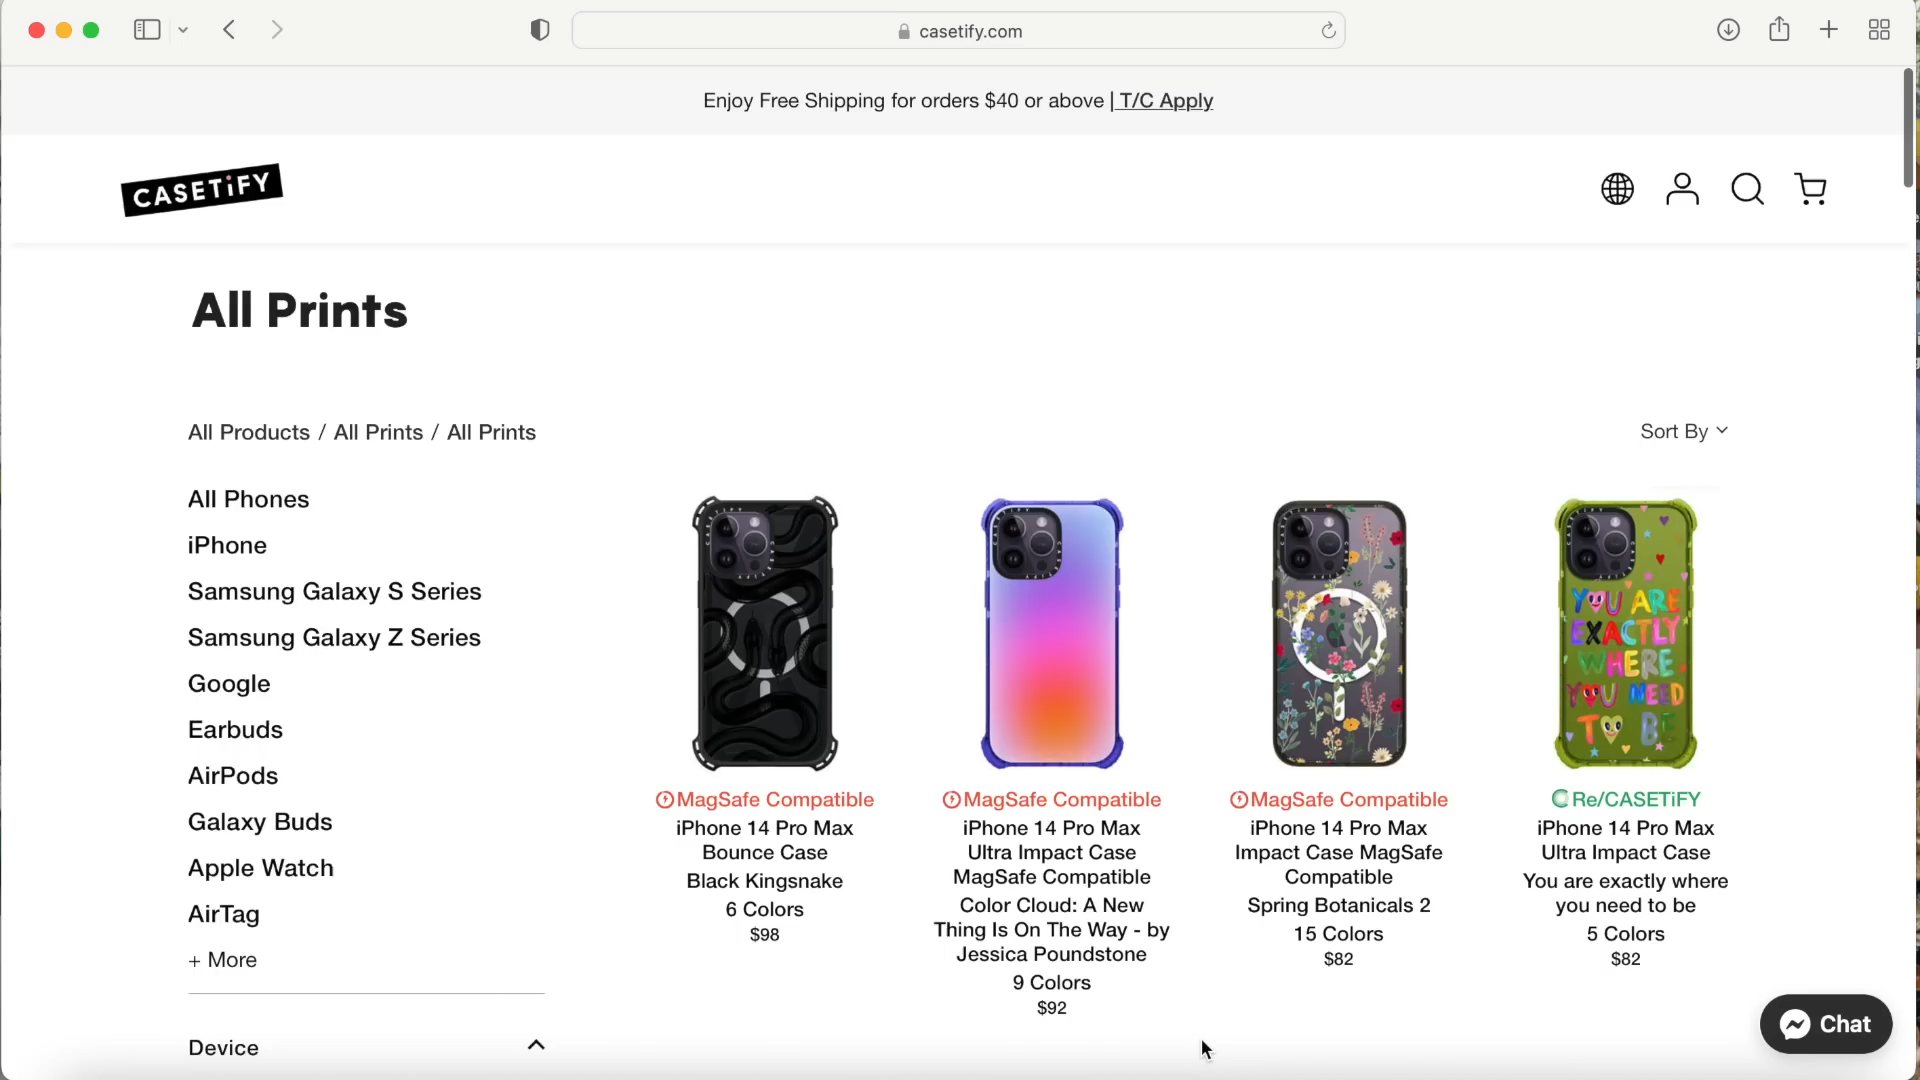 casetify.com
Enjoy Free Shipping for orders $40 or above | T/C Apply
CASETiFY
All Prints
All Products / All Prints / All Prints
Sort By
All Phones
iPhone
Samsung Galaxy S Series
Samsung Galaxy Z Series
Google
Earbuds
AirPods
Galaxy Buds
Apple Watch
AirTag
+ More
Device
MagSafe Compatible
iPhone 14 Pro Max
Bounce Case
Black Kingsnake
6 Colors
$98
MagSafe Compatible
iPhone 14 Pro Max
Ultra Impact Case
MagSafe Compatible
Color Cloud: A New
Thing Is On The Way - by
Jessica Poundstone
9 Colors
$92
MagSafe Compatible
iPhone 14 Pro Max
Impact Case MagSafe
Compatible
Spring Botanicals 2
15 Colors
$82
YOU ARE
EXACTLY
WHERE
YOU NEED
TO BE
Re/CASETiFY
iPhone 14 Pro Max
Ultra Impact Case
You are exactly where
you need to be
5 Colors
$82
Chat